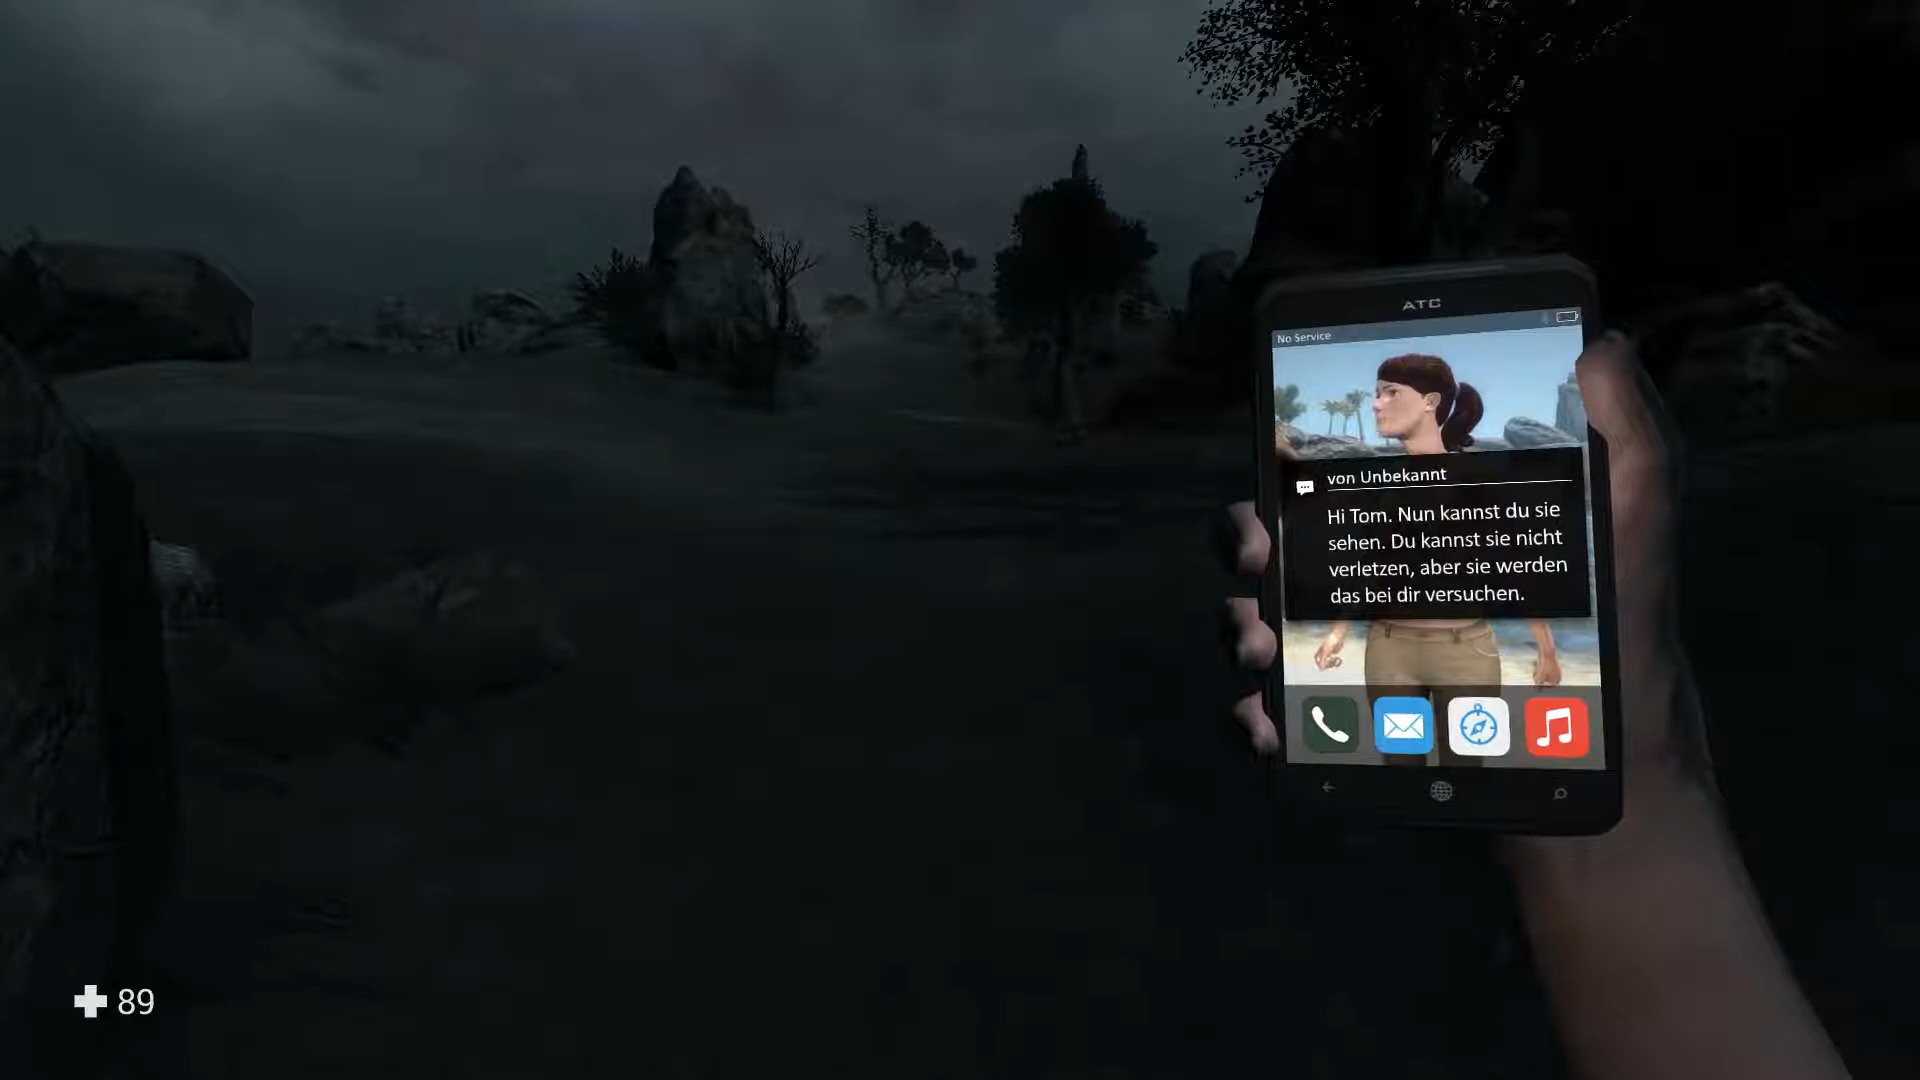 ATC
No Service
von Unbekannt
Hi Tom. Nun kannst du sie
sehen. Du kannst sie nicht
verletzen, aber sie werden
das bei dir versuchen.
89